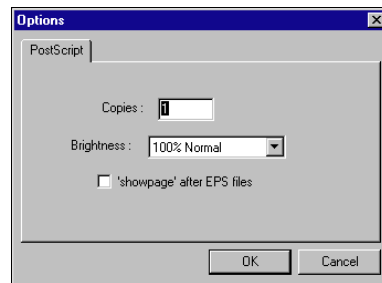 Options
PostScript
Copies : 1
Brightness : 100% Normal
'showpage' after EPS files
OK Cancel